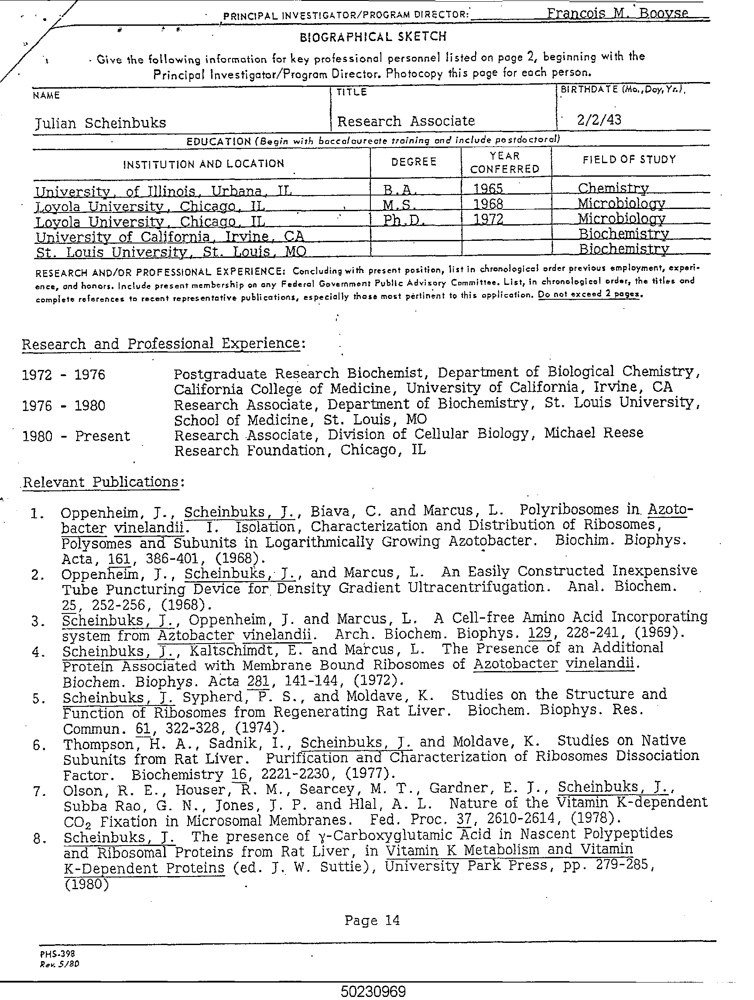 PRINCIPAL INVESTIGATOR/PROGRAM DIRECTOR: Francois M. Booyse
BIOGRAPHICAL SKETCH
Give the following information for key professional personnel listed on page 2, beginning with the
Principal Investigator/Program Director. Photocopy this page for each person.
NAME TITLE BIRTHDATE (Mo., Day, Yr.)
Julian Scheinbuks Research Associate 2/2/43
EDUCATION (Begin with baccalaureate training and include postdoctoral)
INSTITUTION AND LOCATION DEGREE YEAR CONFERRED FIELD OF STUDY
University of Illinois, Urbana, IL B.A. 1965 Chemistry
Loyola University, Chicago, IL M.S. 1968 Microbiology
Loyola University, Chicago, IL Ph.D. 1972 Microbiology
University of California, Irvine, CA Biochemistry
St. Louis University, St. Louis, MO Biochemistry
RESEARCH AND/OR PROFESSIONAL EXPERIENCE: Concluding with present position, list in chronological order previous employment, experi-
ence, and honors. Include present membership on any Federal Government Public Advisory Committee. List, in chronological order, the titles and
complete references to recent representative publications, especially those most pertinent to this application. Do not exceed 2 pages.
Research and Professional Experience:
1972 - 1976 Postgraduate Research Biochemist, Department of Biological Chemistry,
California College of Medicine, University of California, Irvine, CA
1976 - 1980 Research Associate, Department of Biochemistry, St. Louis University,
School of Medicine, St. Louis, MO
1980 - Present Research Associate, Division of Cellular Biology, Michael Reese
Research Foundation, Chicago, IL
Relevant Publications:
1. Oppenheim, J., Scheinbuks, J., Biava, C. and Marcus, L. Polyribosomes in Azoto-
bacter vinelandii. I. Isolation, Characterization and Distribution of Ribosomes,
Polysomes and Subunits in Logarithmically Growing Azotobacter. Biochim. Biophys.
Acta, 161, 386-401, (1968).
2. Oppenheim, J., Scheinbuks, J., and Marcus, L. An Easily Constructed Inexpensive
Tube Puncturing Device for Density Gradient Ultracentrifugation. Anal. Biochem.
25, 252-256, (1968).
3. Scheinbuks, J., Oppenheim, J. and Marcus, L. A Cell-free Amino Acid Incorporating
system from Aztobacter vinelandii. Arch. Biochem. Biophys. 129, 228-241, (1969).
4. Scheinbuks, J., Kaltschimdt, E. and Marcus, L. The Presence of an Additional
Protein Associated with Membrane Bound Ribosomes of Azotobacter vinelandii.
Biochem. Biophys. Acta 281, 141-144, (1972).
5. Scheinbuks, J. Sypherd, P. S., and Moldave, K. Studies on the Structure and
Function of Ribosomes from Regenerating Rat Liver. Biochem. Biophys. Res.
Commun. 61, 322-328, (1974).
6. Thompson, H. A., Sadnik, I., Scheinbuks, J. and Moldave, K. Studies on Native
Subunits from Rat Liver. Purification and Characterization of Ribosomes Dissociation
Factor. Biochemistry 16, 2221-2230, (1977).
7. Olson, R. E., Houser, R. M., Searcey, M. T., Gardner, E. J., Scheinbuks, J.,
Subba Rao, G. N., Jones, J. P. and Hlal, A. L. Nature of the Vitamin K-dependent
CO2 Fixation in Microsomal Membranes. Fed. Proc. 37, 2610-2614, (1978).
8. Scheinbuks, J. The presence of γ-Carboxyglutamic Acid in Nascent Polypeptides
and Ribosomal Proteins from Rat Liver, in Vitamin K Metabolism and Vitamin
K-Dependent Proteins (ed. J. W. Suttie), University Park Press, pp. 279-285,
(1980)
Page 14
PHS-398
Rev. 5/80
50230969